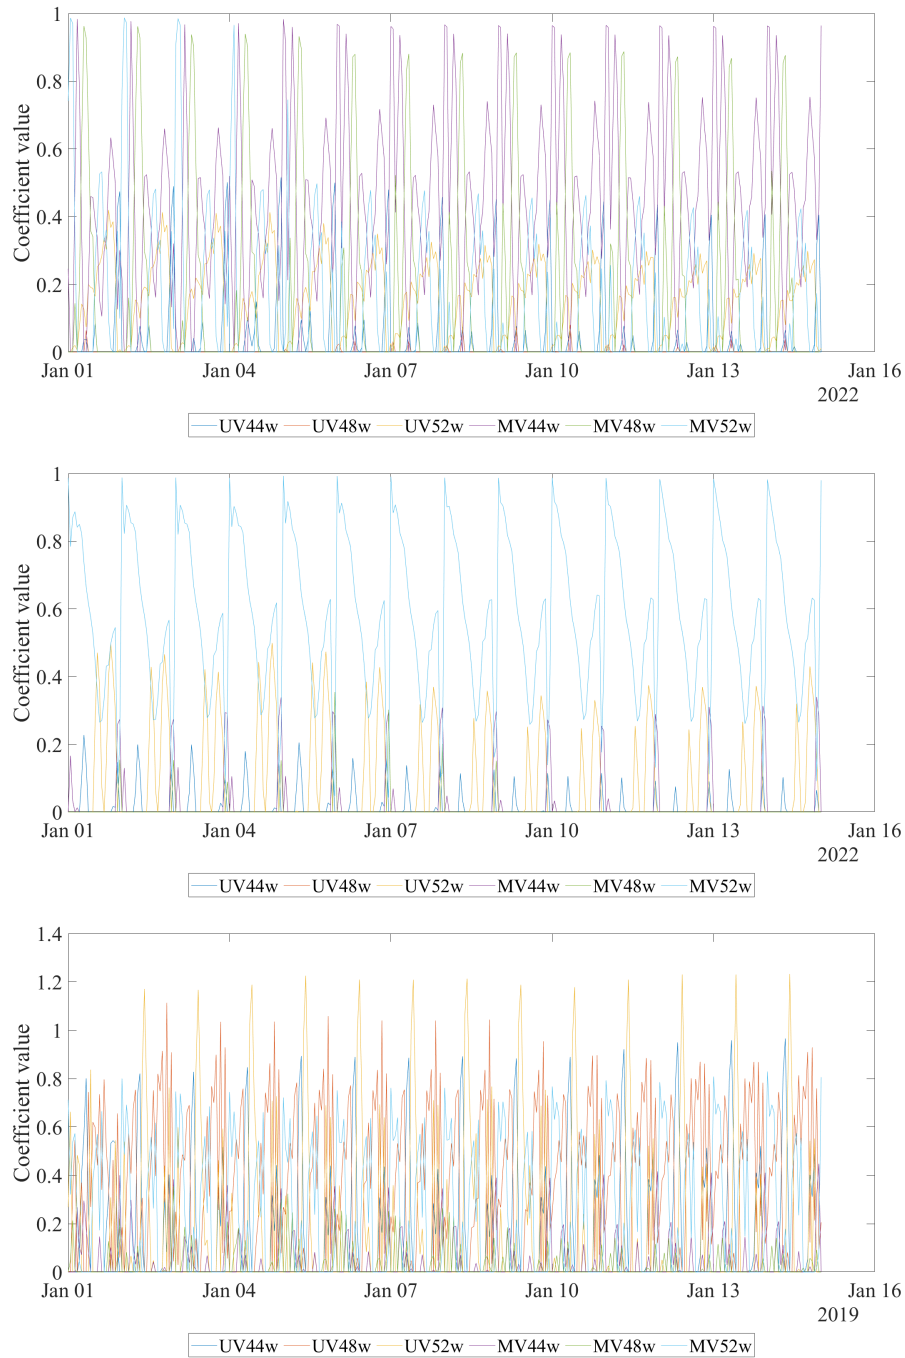 1
0.8
0.6
0.4
0.2
0
Coefficient value
Jan 01 Jan 04 Jan 07 Jan 10 Jan 13 Jan 16
2022
UV44w UV48w UV52w MV44w MV48w MV52w
1
0.8
0.6
0.4
0.2
0
Coefficient value
Jan 01 Jan 04 Jan 07 Jan 10 Jan 13 Jan 16
2022
UV44w UV48w UV52w MV44w MV48w MV52w
1.4
1.2
1
0.8
0.6
0.4
0.2
0
Coefficient value
Jan 01 Jan 04 Jan 07 Jan 10 Jan 13 Jan 16
2019
UV44w UV48w UV52w MV44w MV48w MV52w